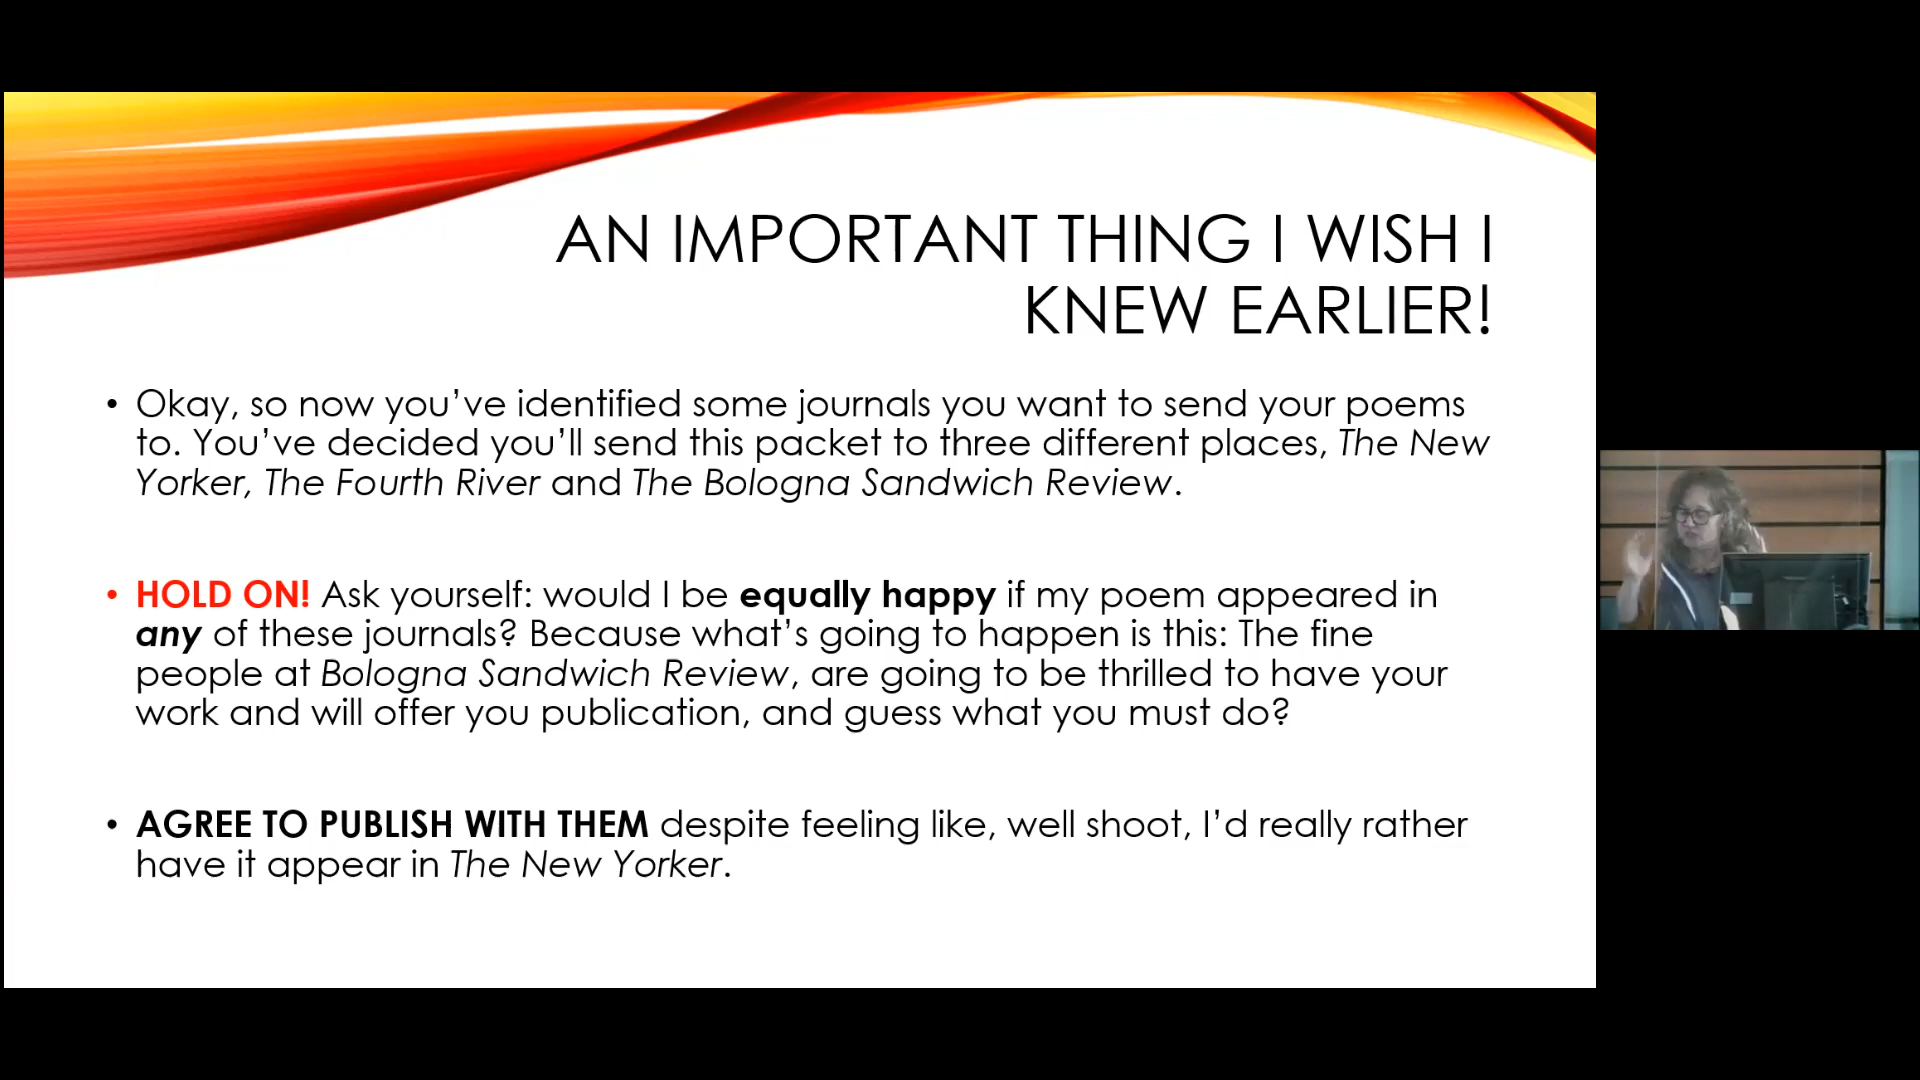 AN IMPORTANT THING I WISH I
KNEW EARLIER!
• Okay, so now you’ve identified some journals you want to send your poems
to. You’ve decided you’ll send this packet to three different places, The New
Yorker, The Fourth River and The Bologna Sandwich Review.
• HOLD ON! Ask yourself: would I be equally happy if my poem appeared in
any of these journals? Because what’s going to happen is this: The fine
people at Bologna Sandwich Review, are going to be thrilled to have your
work and will offer you publication, and guess what you must do?
• AGREE TO PUBLISH WITH THEM despite feeling like, well shoot, I’d really rather
have it appear in The New Yorker.